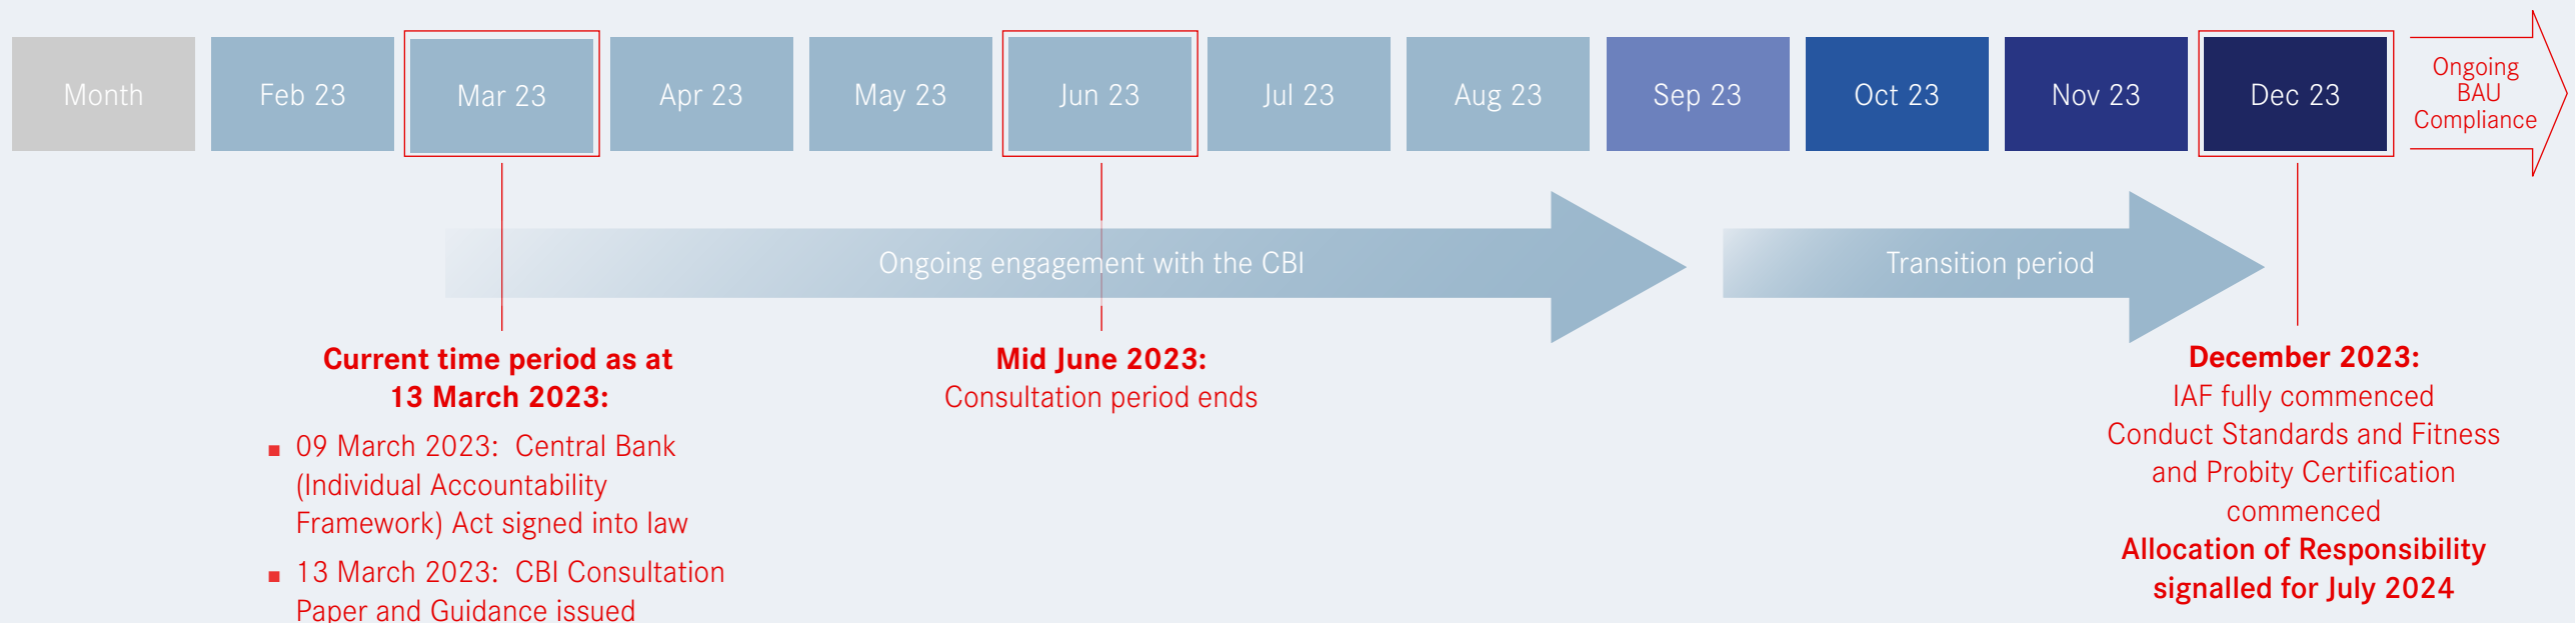 Month
Feb 23
Mar 23
Apr 23
May 23
Jun 23
Jul 23
Aug 23
Sep 23
Oct 23
Nov 23
Dec 23
Ongoing
BAU
Compliance
Ongoing engagement with the CBI
Transition period
Current time period as at
13 March 2023:
09 March 2023: Central Bank
(Individual Accountability
Framework) Act signed into law
13 March 2023: CBI Consultation
Paper and Guidance issued
Mid June 2023:
Consultation period ends
December 2023:
IAF fully commenced
Conduct Standards and Fitness
and Probity Certification
commenced
Allocation of Responsibility
signalled for July 2024